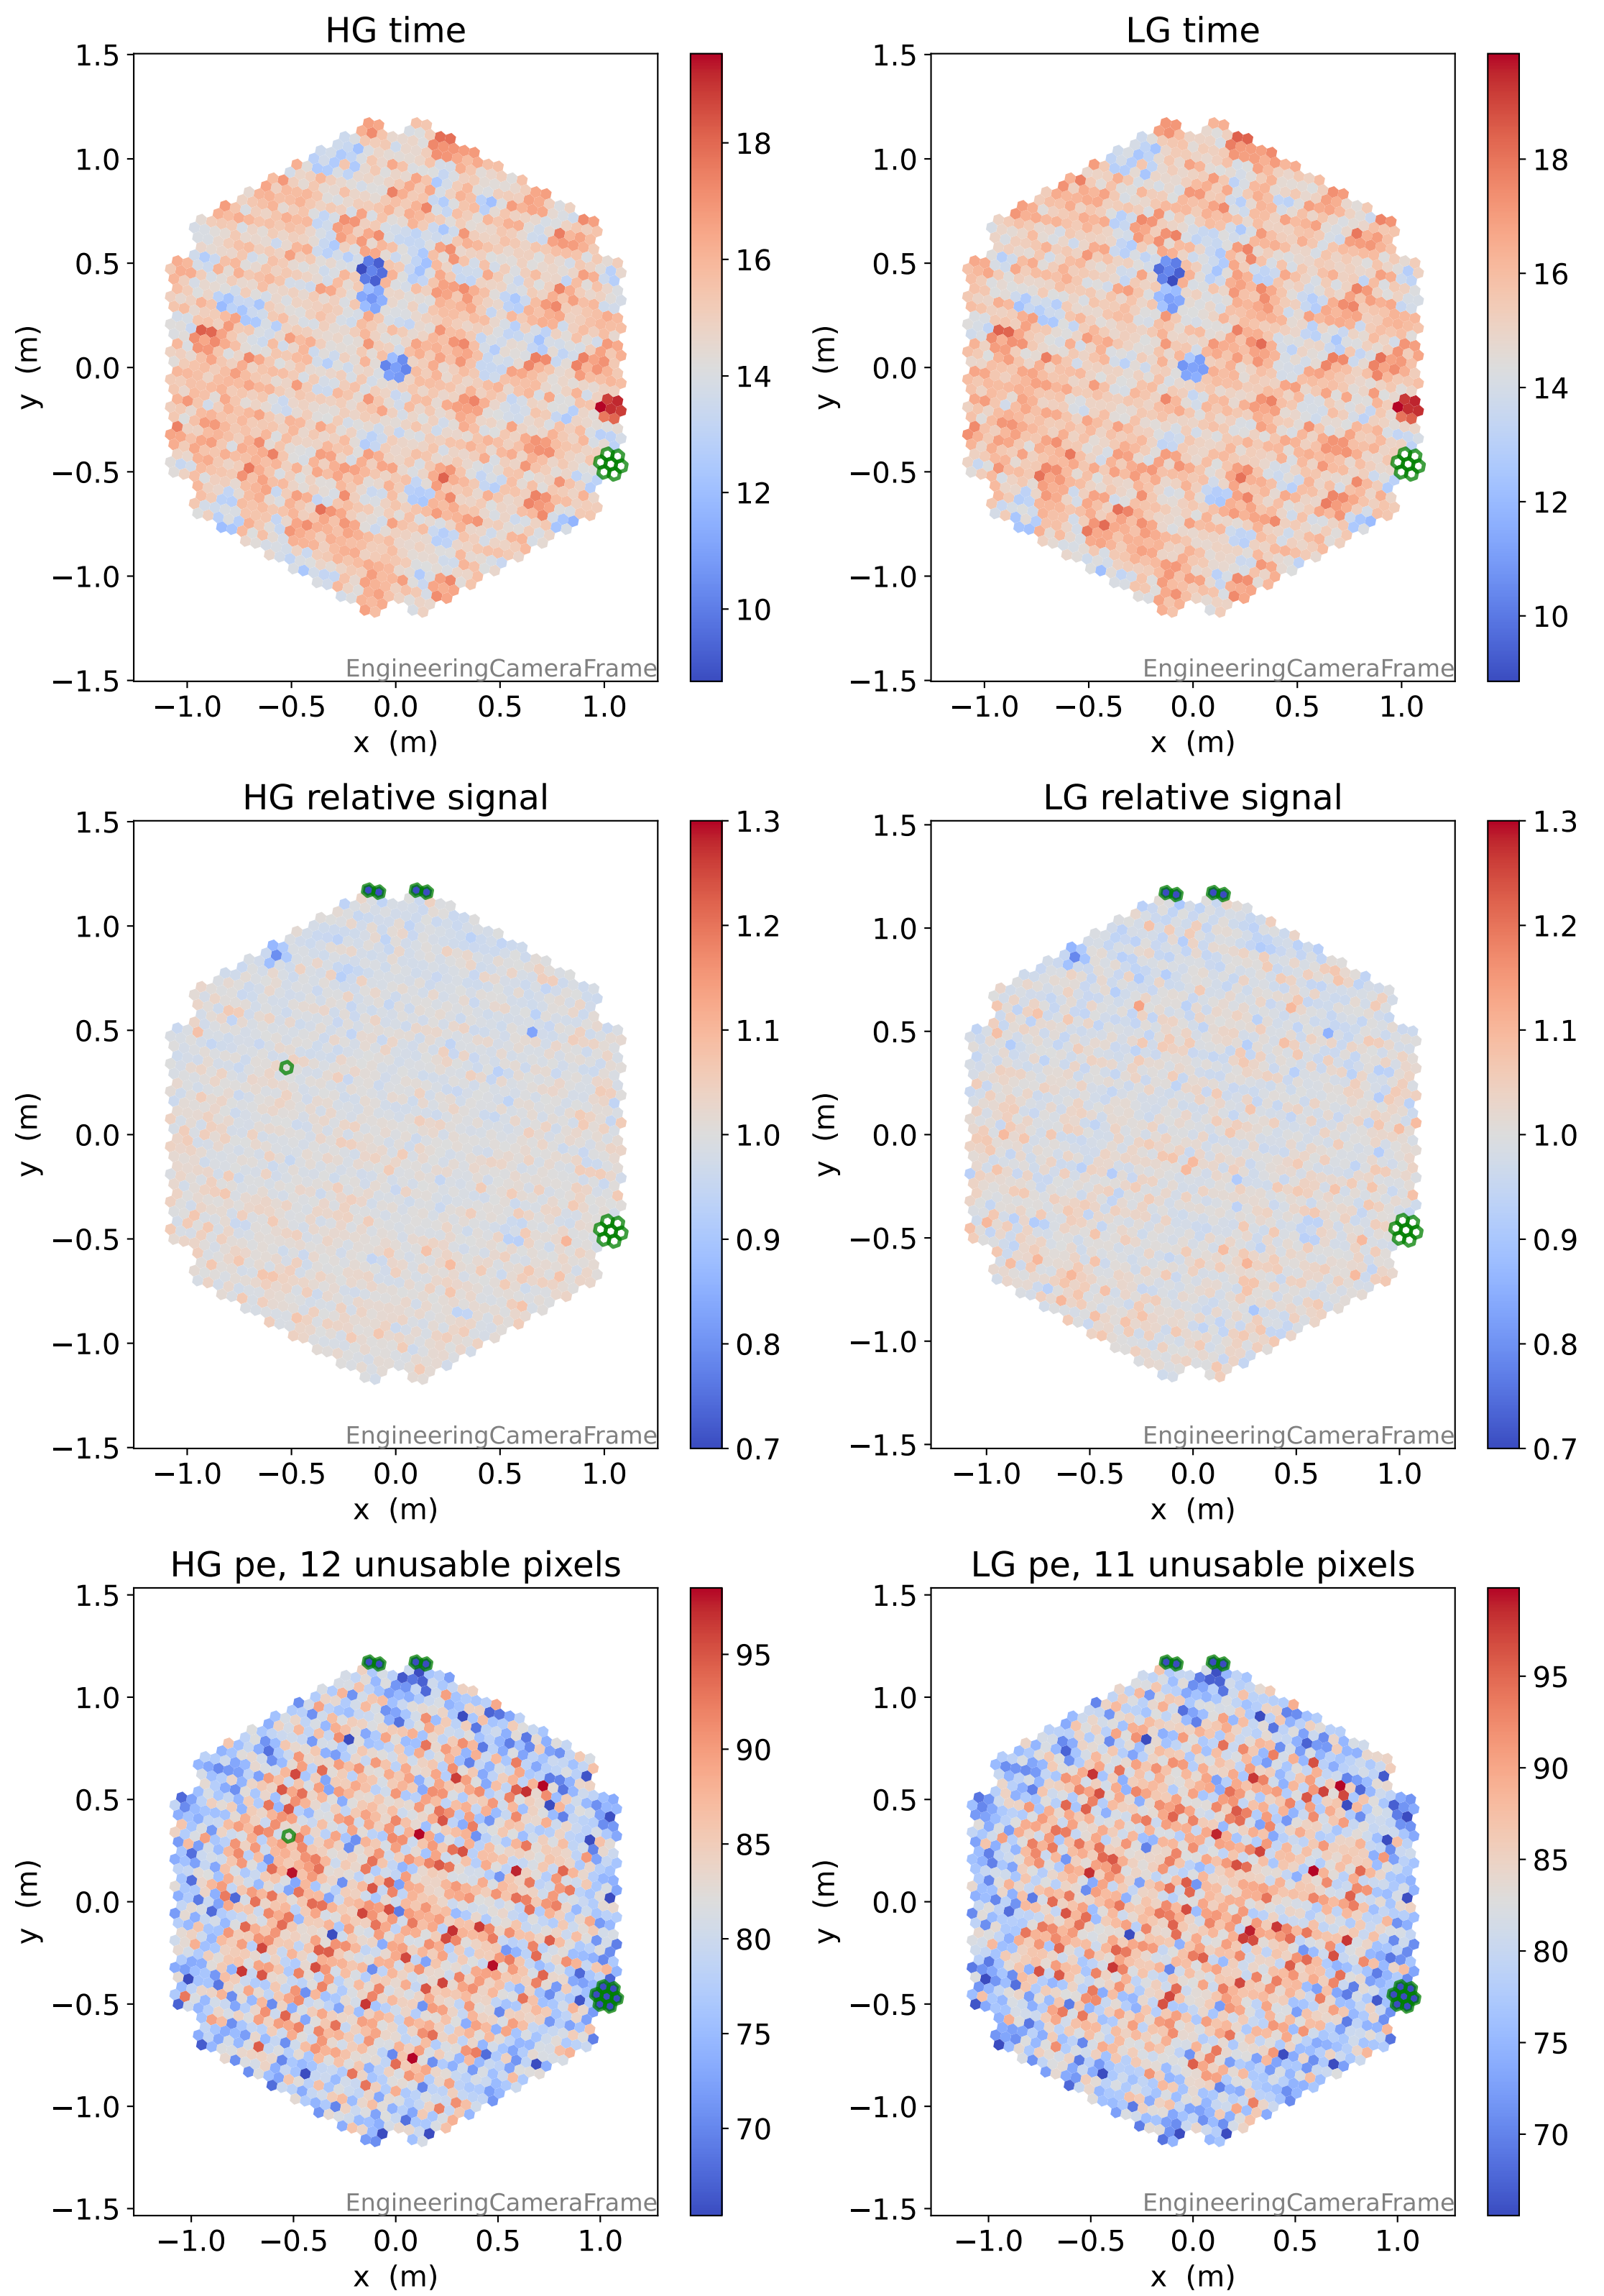 HG time
1.5
1.0
0.5
0.0
−0.5
−1.0
−1.5
y (m)
EngineeringCameraFrame
−1.0 −0.5 0.0 0.5 1.0
x (m)
18
16
14
12
10
LG time
1.5
1.0
0.5
0.0
−0.5
−1.0
−1.5
y (m)
EngineeringCameraFrame
−1.0 −0.5 0.0 0.5 1.0
x (m)
18
16
14
12
10
HG relative signal
1.5
1.0
0.5
0.0
−0.5
−1.0
−1.5
y (m)
EngineeringCameraFrame
−1.0 −0.5 0.0 0.5 1.0
x (m)
1.3
1.2
1.1
1.0
0.9
0.8
0.7
LG relative signal
1.5
1.0
0.5
0.0
−0.5
−1.0
−1.5
y (m)
EngineeringCameraFrame
−1.0 −0.5 0.0 0.5 1.0
x (m)
1.3
1.2
1.1
1.0
0.9
0.8
0.7
HG pe, 12 unusable pixels
1.5
1.0
0.5
0.0
−0.5
−1.0
−1.5
y (m)
EngineeringCameraFrame
−1.0 −0.5 0.0 0.5 1.0
x (m)
95
90
85
80
75
70
LG pe, 11 unusable pixels
1.5
1.0
0.5
0.0
−0.5
−1.0
−1.5
y (m)
EngineeringCameraFrame
−1.0 −0.5 0.0 0.5 1.0
x (m)
95
90
85
80
75
70